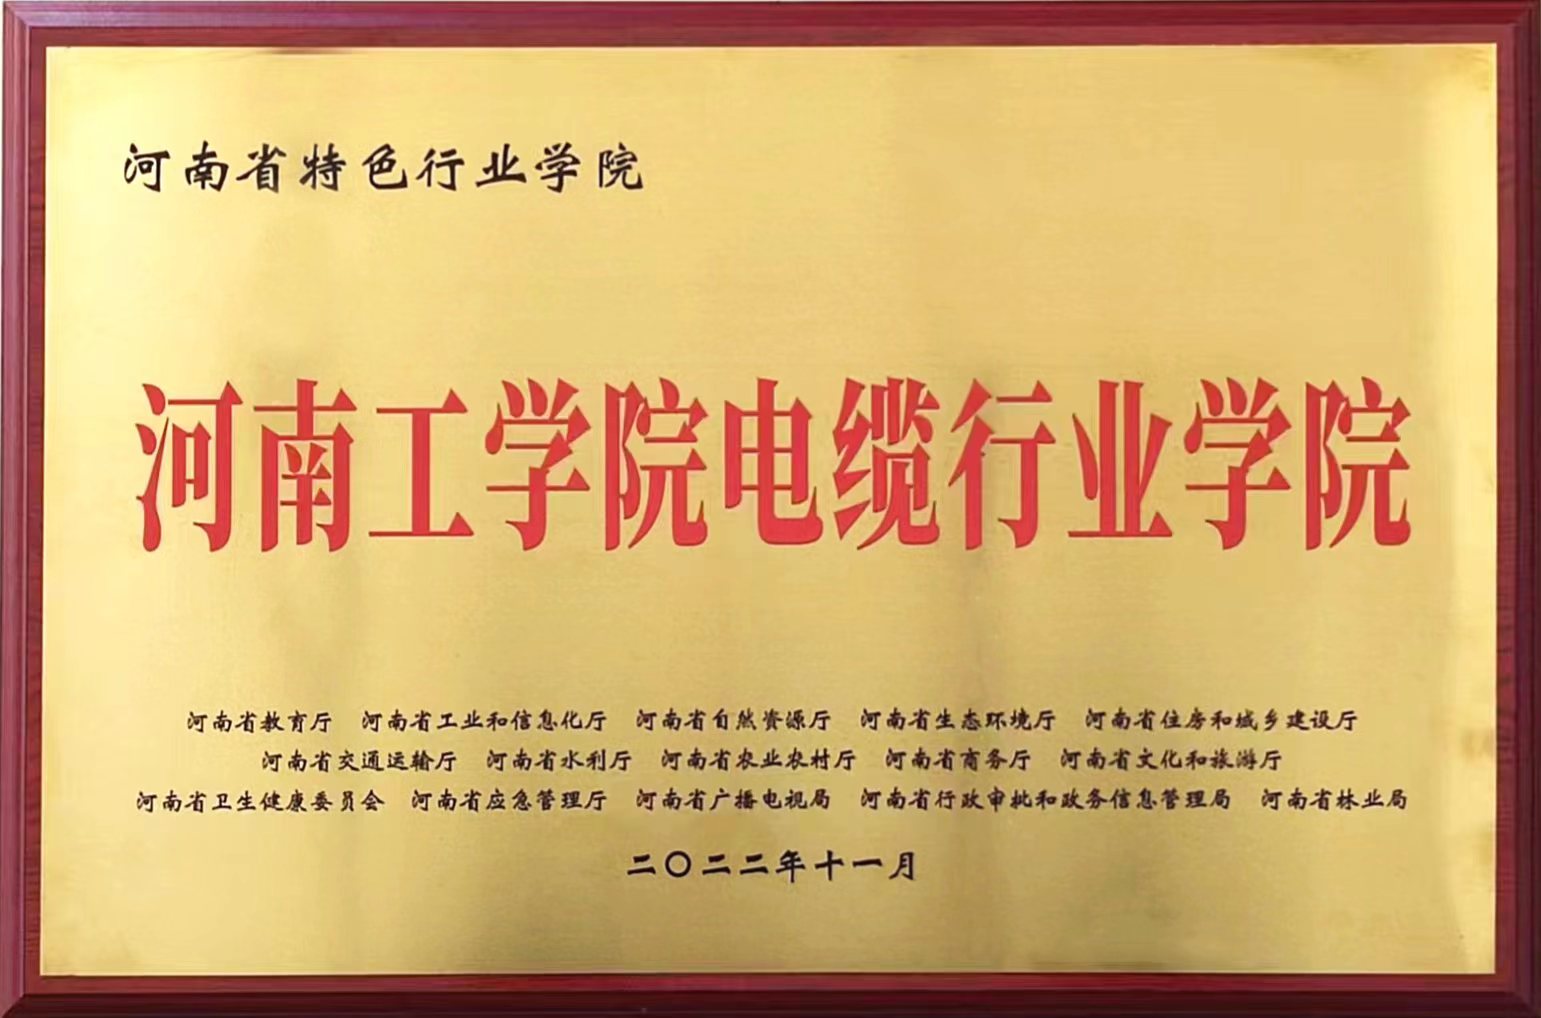 河南省特色行业学院
河南工学院电缆行业学院
河南省教育厅 河南省工业和信息化厅 河南省自然资源厅 河南省生态环境厅 河南省住房和城乡建设厅
河南省交通运输厅 河南省水利厅 河南省农业农村厅 河南省商务厅 河南省文化和旅游厅
河南省卫生健康委员会 河南省应急管理厅 河南省广播电视局 河南省行政审批和政务信息管理局 河南省林业局
二〇二二年十一月